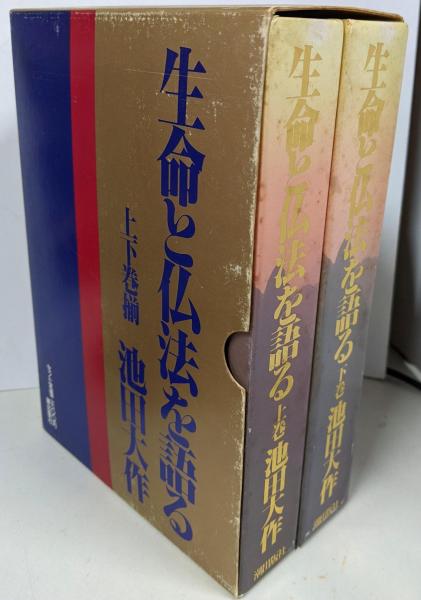 生命と仏法を語る
上下巻揃
池田大作
生命と仏法を語る
上巻
池田大作
潮出版社
生命と仏法を語る
下巻
池田大作
潮出版社